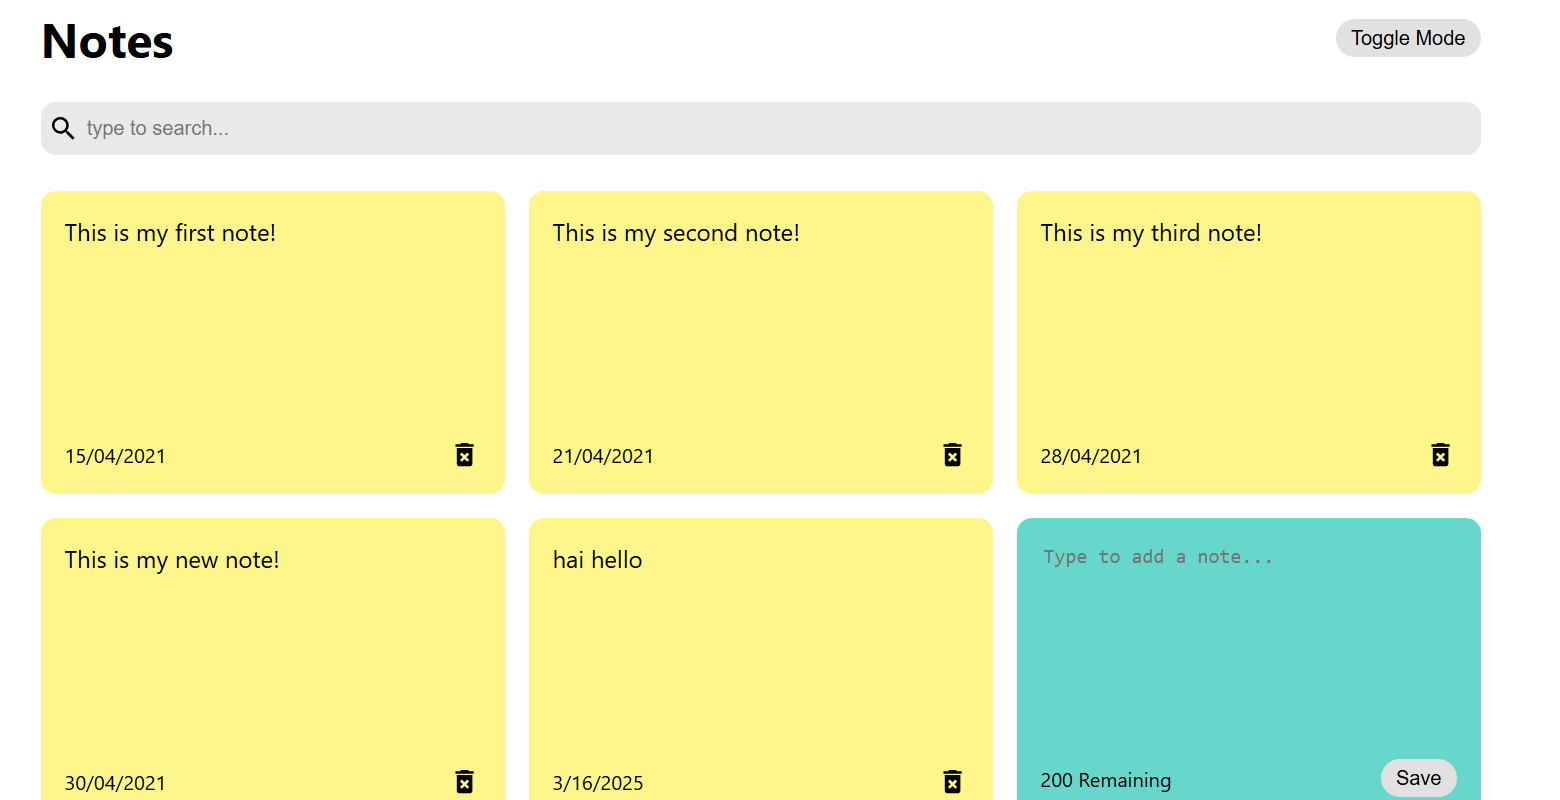 Notes
Toggle Mode
type to search...
This is my first note!
This is my second note!
This is my third note!
15/04/2021
21/04/2021
28/04/2021
This is my new note!
hai hello
Type to add a note...
30/04/2021
3/16/2025
200 Remaining
Save